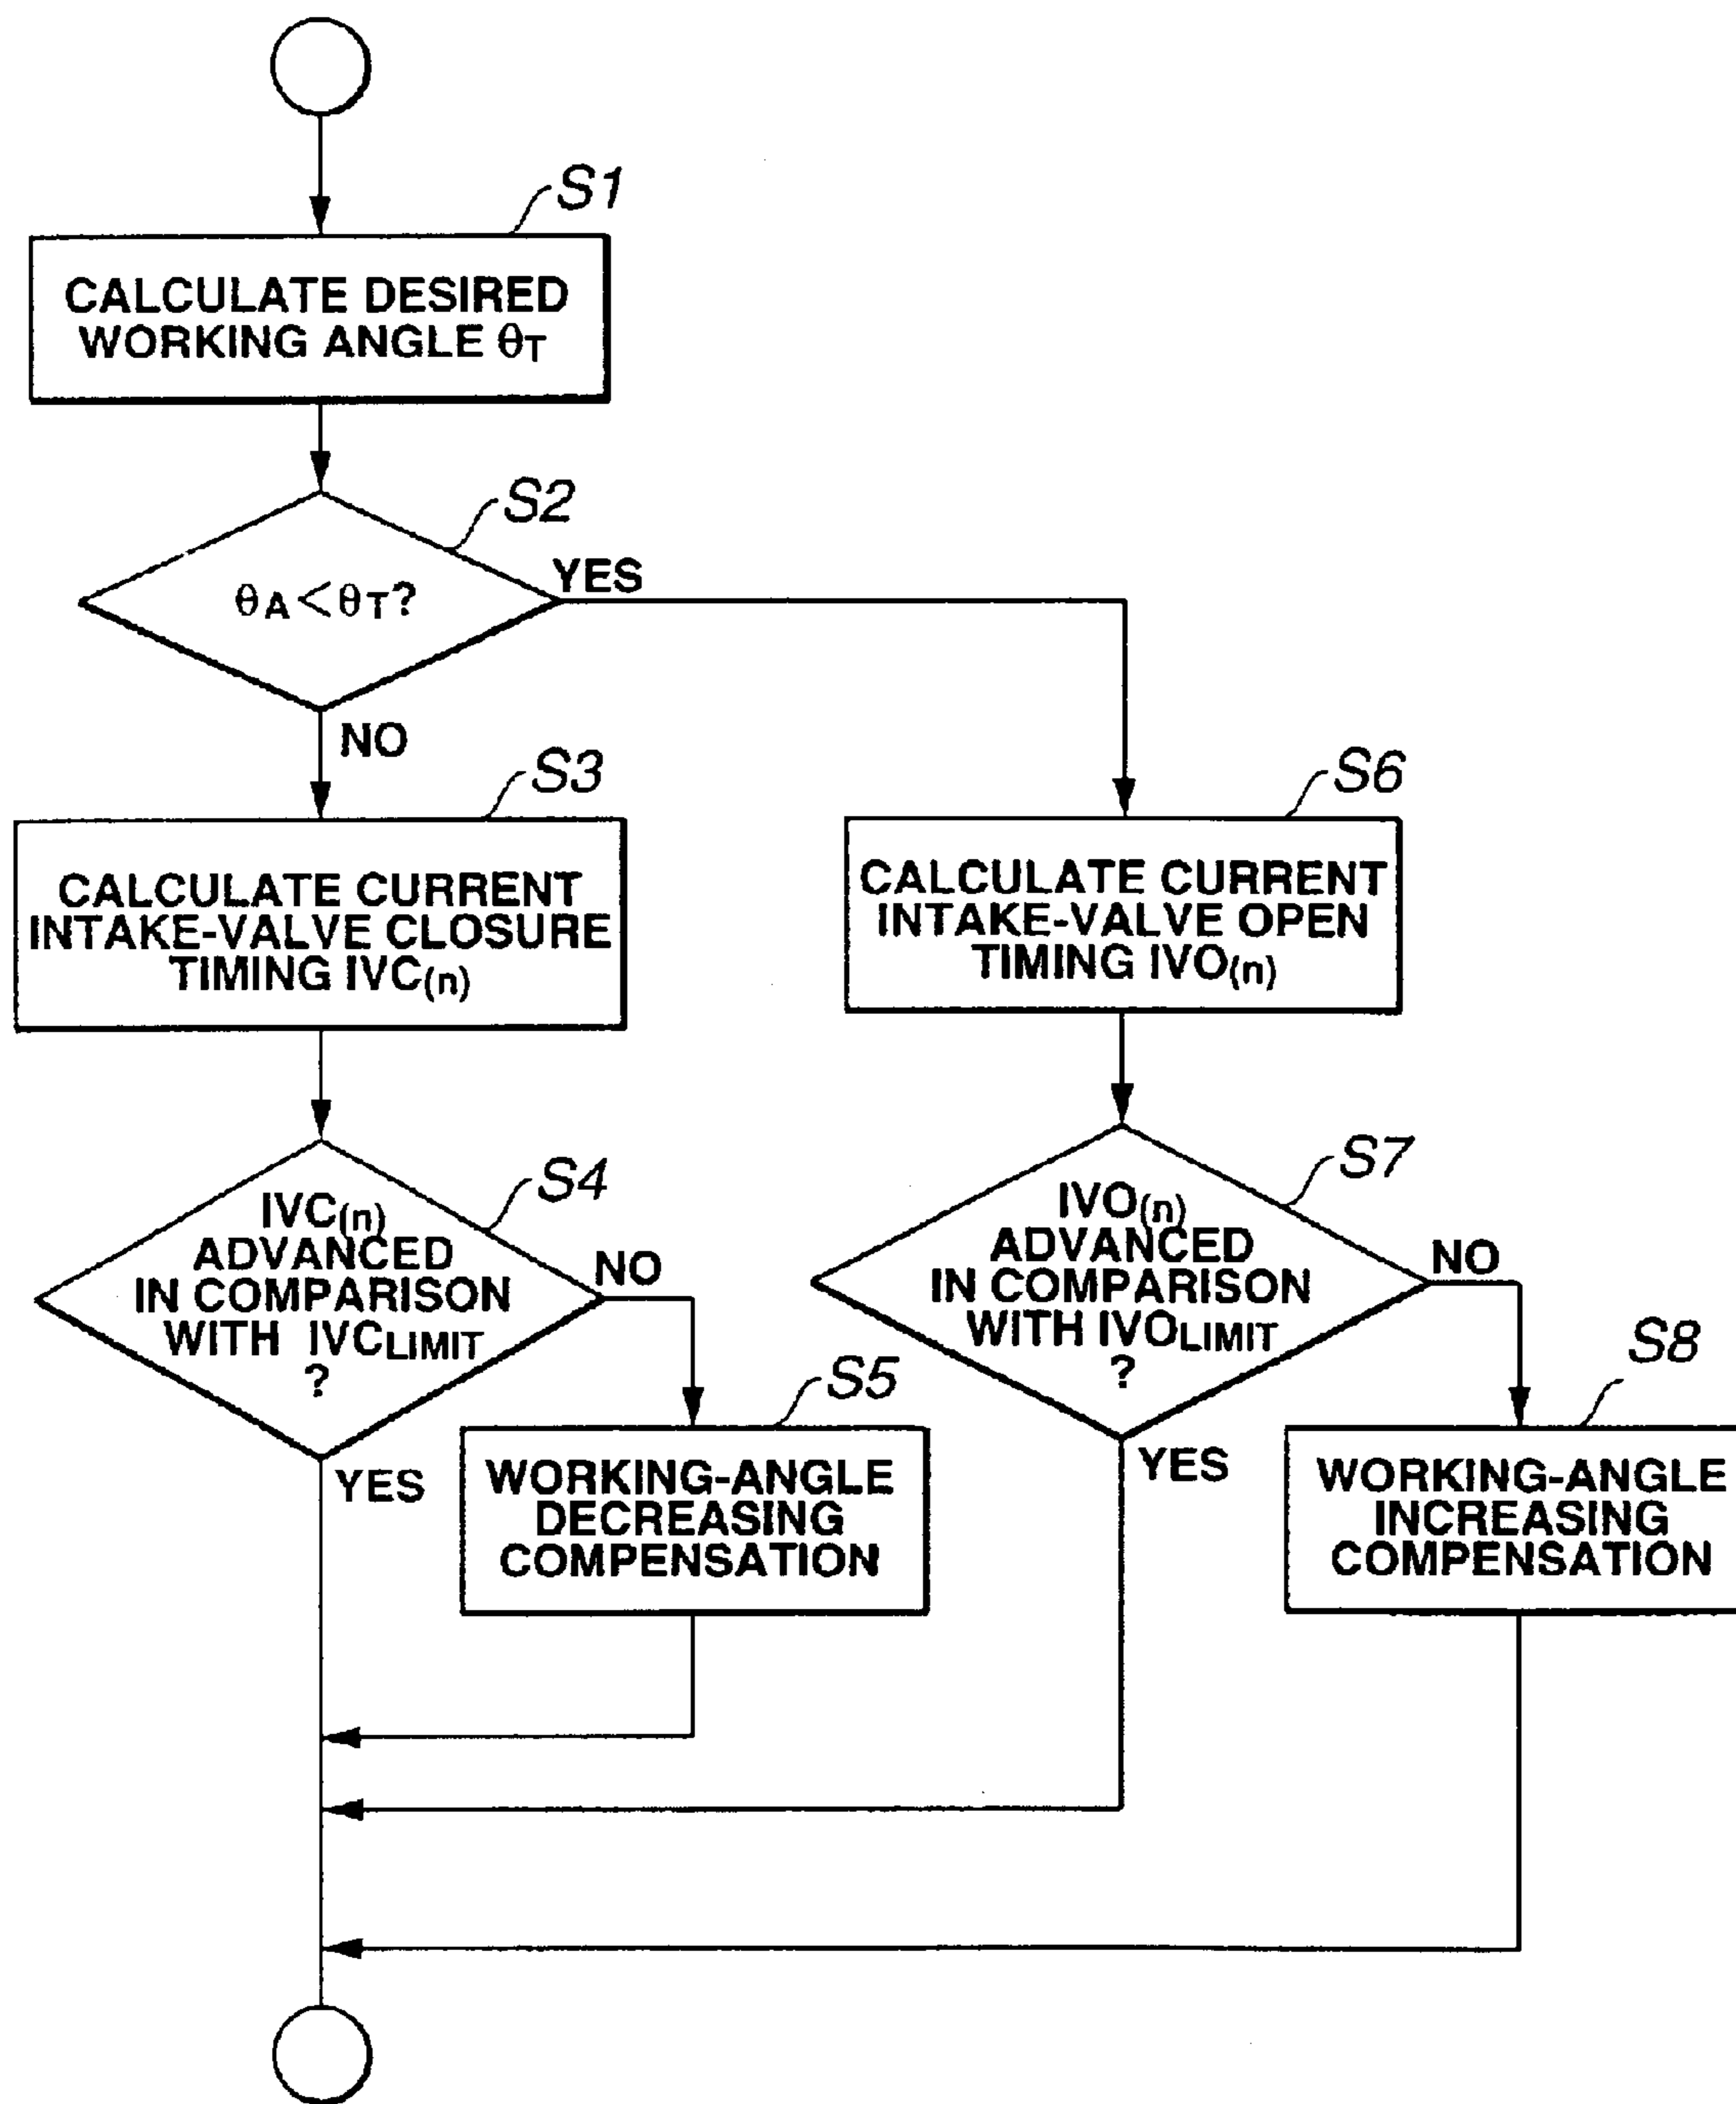 S1
CALCULATE DESIRED
WORKING ANGLE θT
S2
θA<θT?
YES
NO
S3
CALCULATE CURRENT
INTAKE-VALVE CLOSURE
TIMING IVC(n)
S6
CALCULATE CURRENT
INTAKE-VALVE OPEN
TIMING IVO(n)
S4
IVC(n)
ADVANCED
IN COMPARISON
WITH IVCLIMIT
?
NO
YES
S5
WORKING-ANGLE
DECREASING
COMPENSATION
S7
IVO(n)
ADVANCED
IN COMPARISON
WITH IVOLIMIT
?
NO
YES
S8
WORKING-ANGLE
INCREASING
COMPENSATION